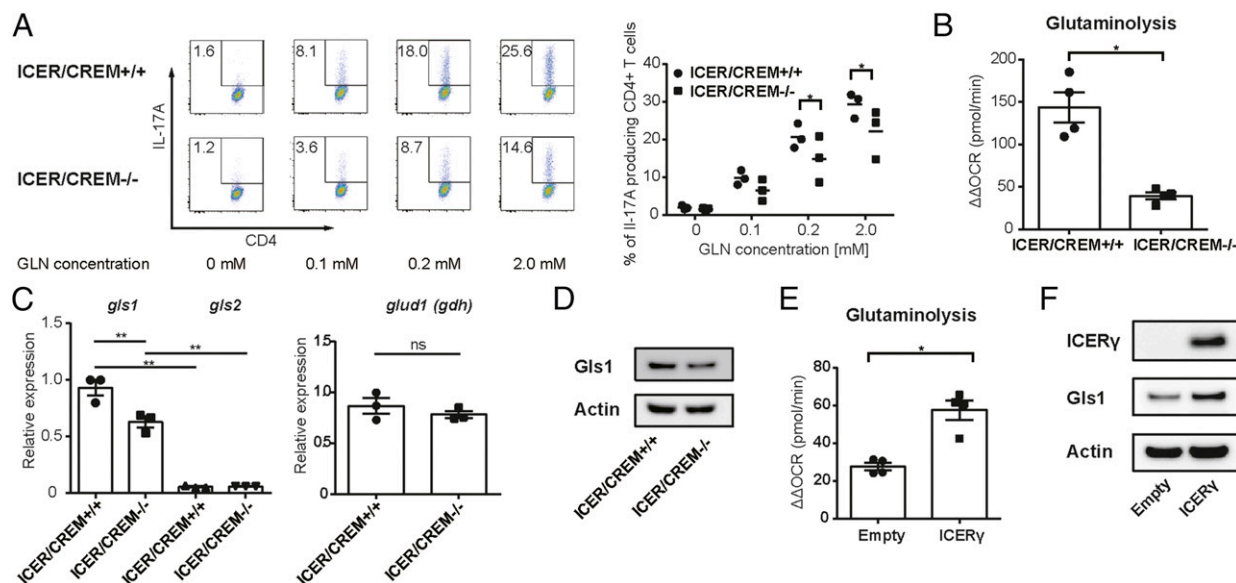 A
ICER/CREM+/+
ICER/CREM-/-
IL-17A
1.6
8.1
18.0
25.6
1.2
3.6
8.7
14.6
CD4
GLN concentration
0 mM
0.1 mM
0.2 mM
2.0 mM
% of Il-17A producing CD4+ T cells
40
30
20
10
0
ICER/CREM+/+
ICER/CREM-/-
*
*
0
0.1
0.2
2.0
GLN concentration [mM]
B
Glutaminolysis
*
ΔΔOCR (pmol/min)
200
150
100
50
0
ICER/CREM+/+
ICER/CREM-/-
C
gls1
gls2
Relative expression
1.5
1.0
0.5
0
**
**
**
ICER/CREM+/+
ICER/CREM-/-
ICER/CREM+/+
ICER/CREM-/-
glud1 (gdh)
Relative expression
1.5
1.0
0.5
0
ns
ICER/CREM+/+
ICER/CREM-/-
D
Gls1
Actin
ICER/CREM+/+
ICER/CREM-/-
E
Glutaminolysis
*
ΔΔOCR (pmol/min)
80
60
40
20
0
Empty
ICERγ
F
ICERγ
Gls1
Actin
Empty
ICERγ